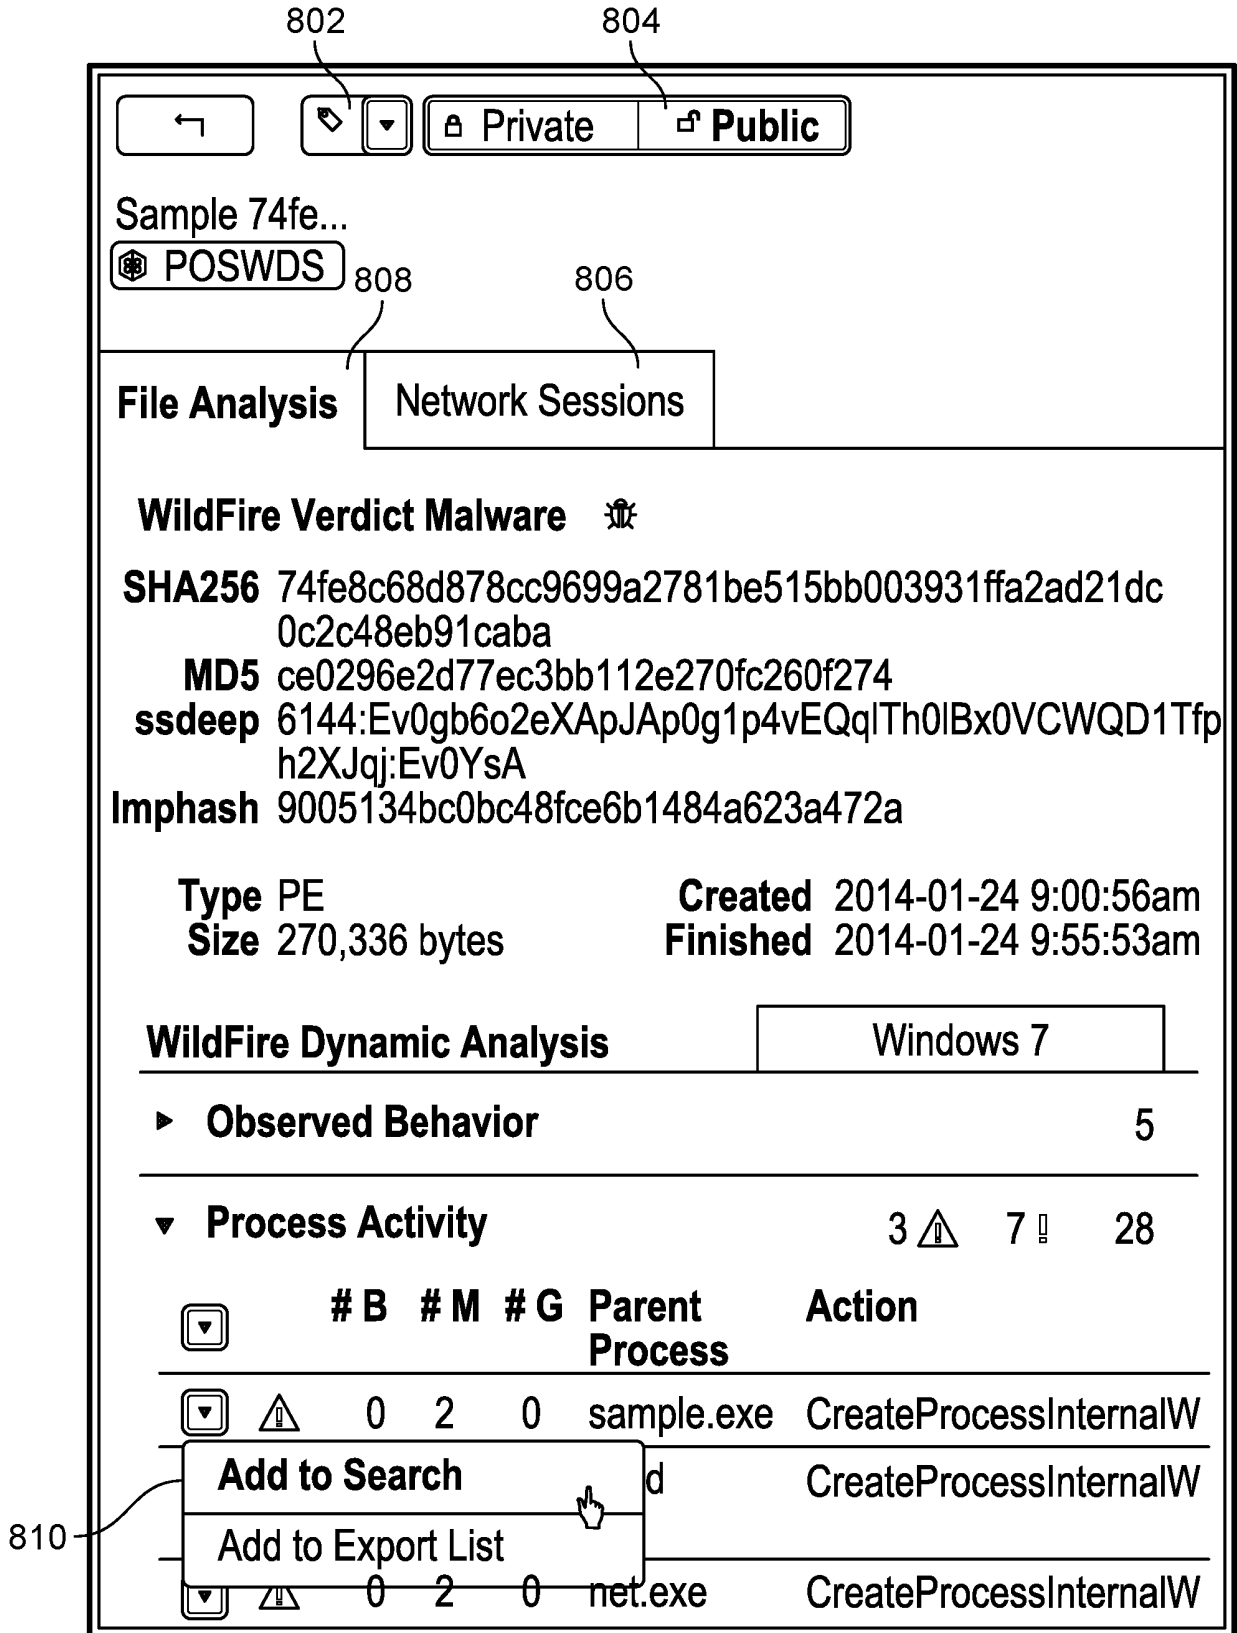 802
804
Private
Public
Sample 74fe...
POSWDS
808
806
File Analysis
Network Sessions
WildFire Verdict Malware
SHA256 74fe8c68d878cc9699a2781be515bb003931ffa2ad21dc
0c2c48eb91caba
MD5 ce0296e2d77ec3bb112e270fc260f274
ssdeep 6144:Ev0gb6o2eXApJAp0g1p4vEQqlTh0lBx0VCWQD1Tfp
h2XJqj:Ev0YsA
Imphash 9005134bc0bc48fce6b1484a623a472a
Type PE Created 2014-01-24 9:00:56am
Size 270,336 bytes Finished 2014-01-24 9:55:53am
WildFire Dynamic Analysis Windows 7
Observed Behavior 5
Process Activity 3 7 28
# B # M # G Parent Action
Process
0 2 0 sample.exe CreateProcessInternalW
Add to Search d CreateProcessInternalW
810
Add to Export List
0 2 0 net.exe CreateProcessInternalW